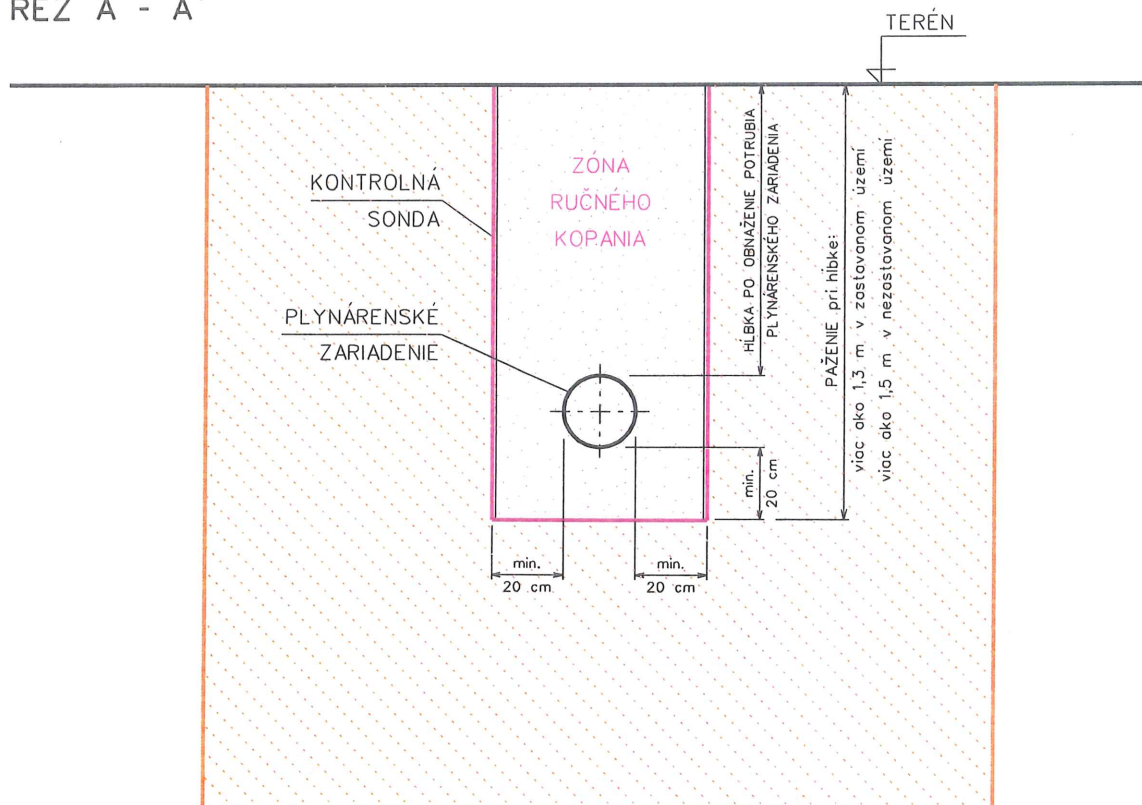 REZ A - A'
TERÉN
KONTROLNÁ
SONDA
ZÓNA
RUČNÉHO
KOPANIA
PLYNÁRENSKÉ
ZARIADENIE
HĹBKA PO OBNAŽENIE POTRUBIA
PLYNÁRENSKÉHO ZARIADENIA
PAŽENIE pri hĺbke:
viac ako 1,3 m v zastavanom území
viac ako 1,5 m v nezastavanom území
min.
20 cm
min.
20 cm
min.
20 cm